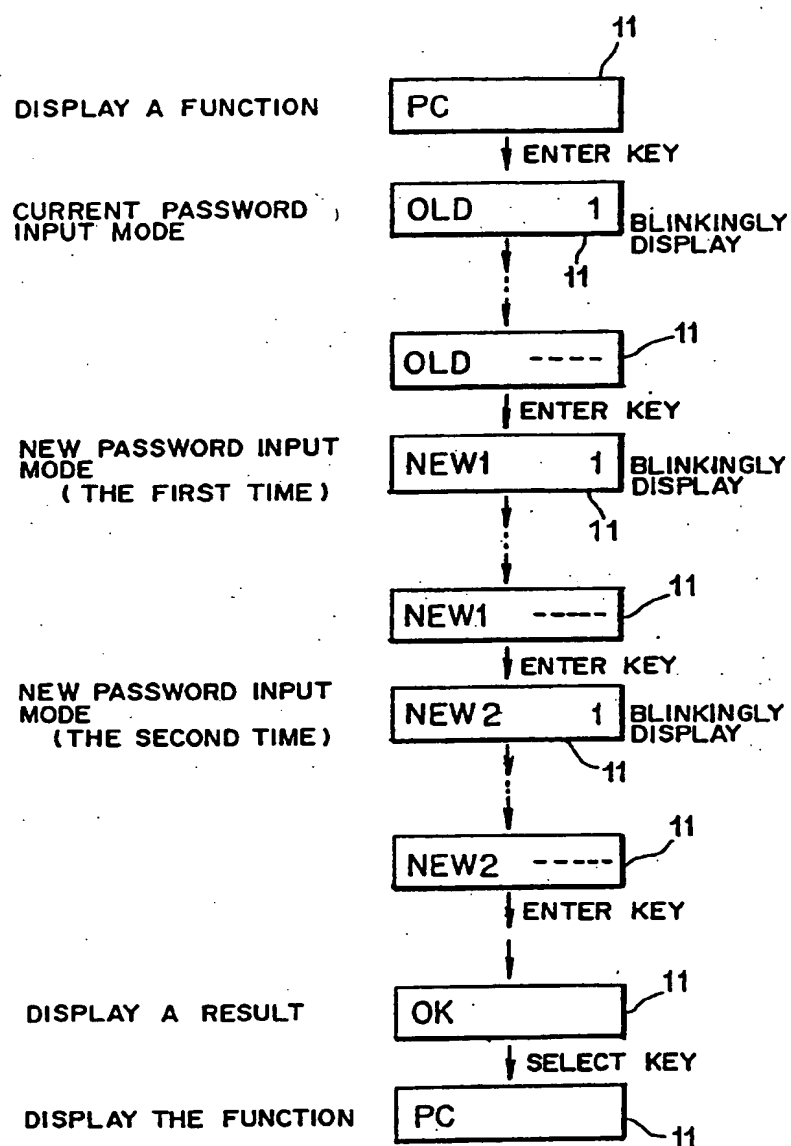 11
DISPLAY A FUNCTION PC
ENTER KEY
CURRENT PASSWORD OLD 1 BLINKINGLY
INPUT MODE DISPLAY
11
OLD ---- 11
ENTER KEY
NEW PASSWORD INPUT
MODE NEW1 1 BLINKINGLY
(THE FIRST TIME) DISPLAY
11
NEW1 ----- 11
ENTER KEY
NEW PASSWORD INPUT
MODE NEW2 1 BLINKINGLY
(THE SECOND TIME) DISPLAY
11
NEW2 ----- 11
ENTER KEY
DISPLAY A RESULT OK 11
SELECT KEY
DISPLAY THE FUNCTION PC 11